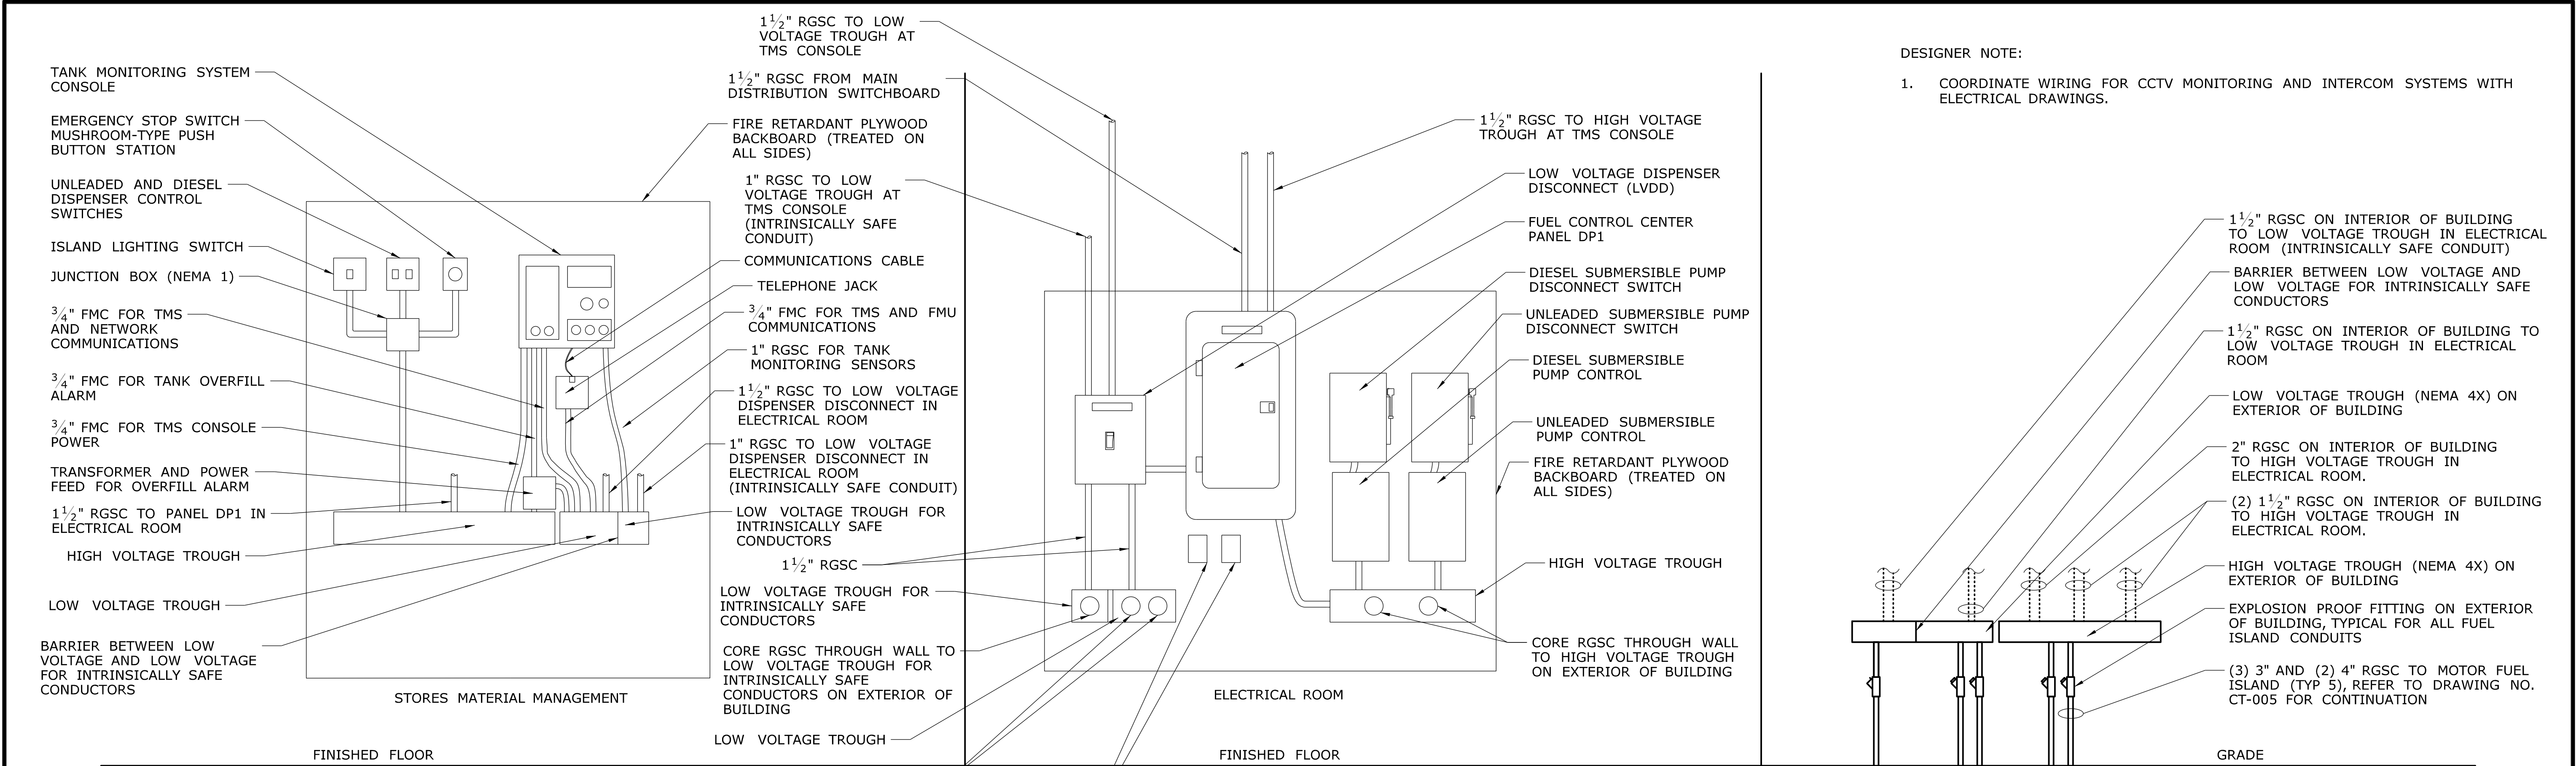 TANK MONITORING SYSTEM
CONSOLE
EMERGENCY STOP SWITCH
MUSHROOM-TYPE PUSH
BUTTON STATION
UNLEADED AND DIESEL
DISPENSER CONTROL
SWITCHES
ISLAND LIGHTING SWITCH
JUNCTION BOX (NEMA 1)
3/4" FMC FOR TMS
AND NETWORK
COMMUNICATIONS
3/4" FMC FOR TANK OVERFILL
ALARM
3/4" FMC FOR TMS CONSOLE
POWER
TRANSFORMER AND POWER
FEED FOR OVERFILL ALARM
1 1/2" RGSC TO PANEL DP1 IN
ELECTRICAL ROOM
HIGH VOLTAGE TROUGH
LOW VOLTAGE TROUGH
BARRIER BETWEEN LOW
VOLTAGE AND LOW VOLTAGE
FOR INTRINSICALLY SAFE
CONDUCTORS
STORES MATERIAL MANAGEMENT
FINISHED FLOOR
1 1/2" RGSC TO LOW
VOLTAGE TROUGH AT
TMS CONSOLE
1 1/2" RGSC FROM MAIN
DISTRIBUTION SWITCHBOARD
FIRE RETARDANT PLYWOOD
BACKBOARD (TREATED ON
ALL SIDES)
1" RGSC TO LOW
VOLTAGE TROUGH AT
TMS CONSOLE
(INTRINSICALLY SAFE
CONDUIT)
COMMUNICATIONS CABLE
TELEPHONE JACK
3/4" FMC FOR TMS AND FMU
COMMUNICATIONS
1" RGSC FOR TANK
MONITORING SENSORS
1 1/2" RGSC TO LOW VOLTAGE
DISPENSER DISCONNECT IN
ELECTRICAL ROOM
1" RGSC TO LOW VOLTAGE
DISPENSER DISCONNECT IN
ELECTRICAL ROOM
(INTRINSICALLY SAFE CONDUIT)
LOW VOLTAGE TROUGH FOR
INTRINSICALLY SAFE
CONDUCTORS
1 1/2" RGSC
LOW VOLTAGE TROUGH FOR
INTRINSICALLY SAFE
CONDUCTORS
CORE RGSC THROUGH WALL TO
LOW VOLTAGE TROUGH FOR
INTRINSICALLY SAFE
CONDUCTORS ON EXTERIOR OF
BUILDING
LOW VOLTAGE TROUGH
1 1/2" RGSC TO HIGH VOLTAGE
TROUGH AT TMS CONSOLE
LOW VOLTAGE DISPENSER
DISCONNECT (LVDD)
FUEL CONTROL CENTER
PANEL DP1
DIESEL SUBMERSIBLE PUMP
DISCONNECT SWITCH
UNLEADED SUBMERSIBLE PUMP
DISCONNECT SWITCH
DIESEL SUBMERSIBLE
PUMP CONTROL
UNLEADED SUBMERSIBLE
PUMP CONTROL
FIRE RETARDANT PLYWOOD
BACKBOARD (TREATED ON
ALL SIDES)
HIGH VOLTAGE TROUGH
CORE RGSC THROUGH WALL
TO HIGH VOLTAGE TROUGH
ON EXTERIOR OF BUILDING
ELECTRICAL ROOM
FINISHED FLOOR
DESIGNER NOTE:
1. COORDINATE WIRING FOR CCTV MONITORING AND INTERCOM SYSTEMS WITH
ELECTRICAL DRAWINGS.
1 1/2" RGSC ON INTERIOR OF BUILDING
TO LOW VOLTAGE TROUGH IN ELECTRICAL
ROOM (INTRINSICALLY SAFE CONDUIT)
BARRIER BETWEEN LOW VOLTAGE AND
LOW VOLTAGE FOR INTRINSICALLY SAFE
CONDUCTORS
1 1/2" RGSC ON INTERIOR OF BUILDING TO
LOW VOLTAGE TROUGH IN ELECTRICAL
ROOM
LOW VOLTAGE TROUGH (NEMA 4X) ON
EXTERIOR OF BUILDING
2" RGSC ON INTERIOR OF BUILDING
TO HIGH VOLTAGE TROUGH IN
ELECTRICAL ROOM.
(2) 1 1/2" RGSC ON INTERIOR OF BUILDING
TO HIGH VOLTAGE TROUGH IN
ELECTRICAL ROOM.
HIGH VOLTAGE TROUGH (NEMA 4X) ON
EXTERIOR OF BUILDING
EXPLOSION PROOF FITTING ON EXTERIOR
OF BUILDING, TYPICAL FOR ALL FUEL
ISLAND CONDUITS
(3) 3" AND (2) 4" RGSC TO MOTOR FUEL
ISLAND (TYP 5), REFER TO DRAWING NO.
CT-005 FOR CONTINUATION
GRADE